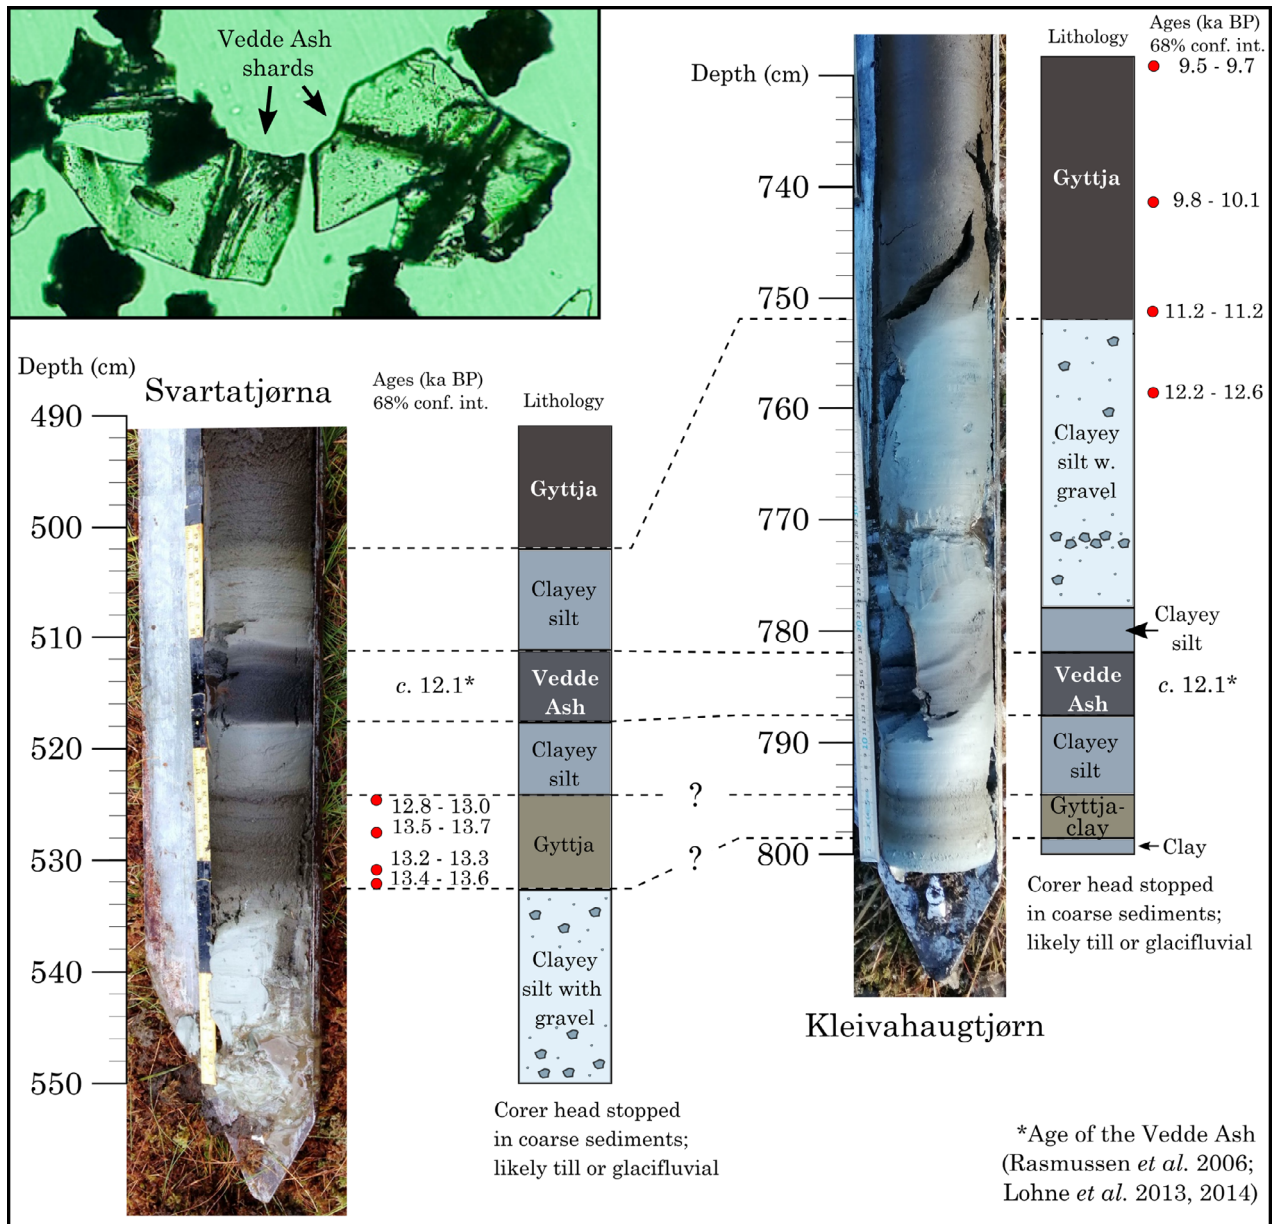 Vedde Ash
shards
Depth (cm)
Svartatjørna
Ages (ka BP)
68% conf. int.
Lithology
490
500
510
520
530
540
550
Gyttja
Clayey
silt
c. 12.1*
Vedde
Ash
Clayey
silt
12.8 - 13.0
13.5 - 13.7
13.2 - 13.3
13.4 - 13.6
Gyttja
Clayey
silt with
gravel
Corer head stopped
in coarse sediments;
likely till or glacifluvial
?
?
Depth (cm)
740
750
760
770
780
790
800
Lithology
Ages (ka BP)
68% conf. int.
9.5 - 9.7
9.8 - 10.1
11.2 - 11.2
12.2 - 12.6
Gyttja
Clayey
silt w.
gravel
Clayey
silt
Vedde
Ash
c. 12.1*
Clayey
silt
Gyttja-
clay
Clay
Corer head stopped
in coarse sediments;
likely till or glacifluvial
Kleivahaugtjørn
*Age of the Vedde Ash
(Rasmussen et al. 2006;
Lohne et al. 2013, 2014)